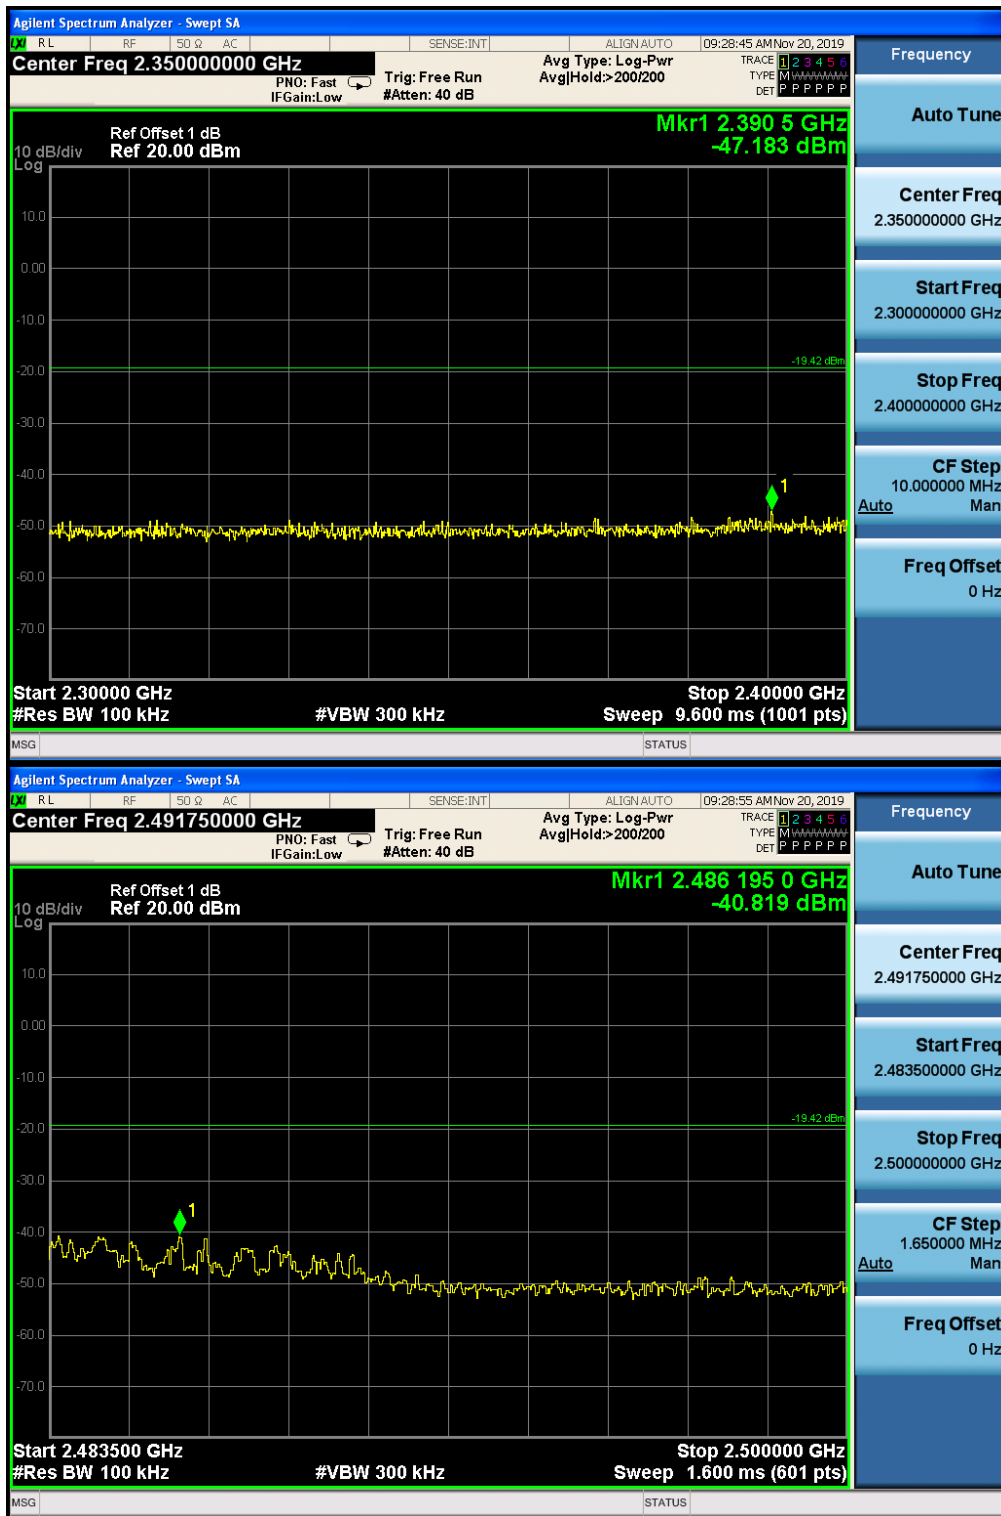 Agilent Spectrum Analyzer - Swept SA
LXI RL RF 50 Ω AC SENSE:INT ALIGN AUTO 09:28:45 AM Nov 20, 2019
Center Freq 2.350000000 GHz
PNO: Fast
IFGain:Low
Trig: Free Run
#Atten: 40 dB
Avg Type: Log-Pwr
Avg|Hold:>200/200
TRACE 1 2 3 4 5 6
TYPE M WWWWW
DET P P P P P P
Mkr1 2.390 5 GHz
-47.183 dBm
Ref Offset 1 dB
Ref 20.00 dBm
10 dB/div
Log
10.0
0.00
-10.0
-19.42 dBm
-20.0
-30.0
-40.0
1
-50.0
-60.0
-70.0
Start 2.30000 GHz
Stop 2.40000 GHz
#Res BW 100 kHz
#VBW 300 kHz
Sweep 9.600 ms (1001 pts)
MSG
STATUS
Frequency
Auto Tune
Center Freq
2.350000000 GHz
Start Freq
2.300000000 GHz
Stop Freq
2.400000000 GHz
CF Step
10.000000 MHz
Auto Man
Freq Offset
0 Hz
Agilent Spectrum Analyzer - Swept SA
LXI RL RF 50 Ω AC SENSE:INT ALIGN AUTO 09:28:55 AM Nov 20, 2019
Center Freq 2.491750000 GHz
PNO: Fast
IFGain:Low
Trig: Free Run
#Atten: 40 dB
Avg Type: Log-Pwr
Avg|Hold:>200/200
TRACE 1 2 3 4 5 6
TYPE M WWWWW
DET P P P P P P
Mkr1 2.486 195 0 GHz
-40.819 dBm
Ref Offset 1 dB
Ref 20.00 dBm
10 dB/div
Log
10.0
0.00
-10.0
-19.42 dBm
-20.0
-30.0
1
-40.0
-50.0
-60.0
-70.0
Start 2.483500 GHz
Stop 2.500000 GHz
#Res BW 100 kHz
#VBW 300 kHz
Sweep 1.600 ms (601 pts)
MSG
STATUS
Frequency
Auto Tune
Center Freq
2.491750000 GHz
Start Freq
2.483500000 GHz
Stop Freq
2.500000000 GHz
CF Step
1.650000 MHz
Auto Man
Freq Offset
0 Hz